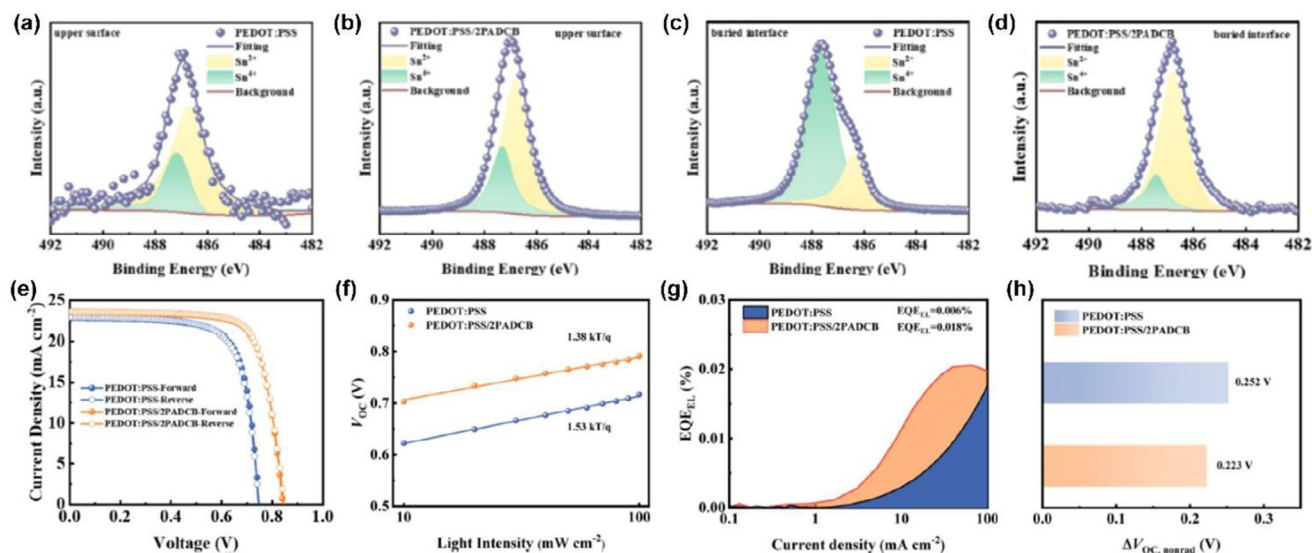 (a)
upper surface
PEDOT:PSS
Fitting
Sn2+
Sn4+
Background
Intensity (a.u.)
492 490 488 486 484 482
Binding Energy (eV)
(b)
PEDOT:PSS/2PADCB
upper surface
Fitting
Sn2+
Sn4+
Background
Intensity (a.u.)
492 490 488 486 484 482
Binding Energy (eV)
(c)
buried interface
PEDOT:PSS
Fitting
Sn2+
Sn4+
Background
Intensity (a.u.)
492 490 488 486 484 482
Binding Energy (eV)
(d)
PEDOT:PSS/2PADCB
buried interface
Fitting
Sn2+
Sn4+
Background
Intensity (a.u.)
492 490 488 486 484 482
Binding Energy (eV)
(e)
Current Density (mA cm-2)
25
20
15
10
5
0
PEDOT:PSS-Forward
PEDOT:PSS-Reverse
PEDOT:PSS/2PADCB-Forward
PEDOT:PSS/2PADCB-Reverse
0.0 0.2 0.4 0.6 0.8 1.0
Voltage (V)
(f)
VOC (V)
0.9
0.8
0.7
0.6
0.5
PEDOT:PSS
PEDOT:PSS/2PADCB
1.38 kT/q
1.53 kT/q
10 100
Light Intensity (mW cm-2)
(g)
EQEEL (%)
0.03
0.02
0.01
0.00
PEDOT:PSS EQEEL=0.006%
PEDOT:PSS/2PADCB EQEEL=0.018%
0.1 1 10 100
Current density (mA cm-2)
(h)
PEDOT:PSS
PEDOT:PSS/2PADCB
0.252 V
0.223 V
0.0 0.1 0.2 0.3
ΔVOC, nonrad (V)